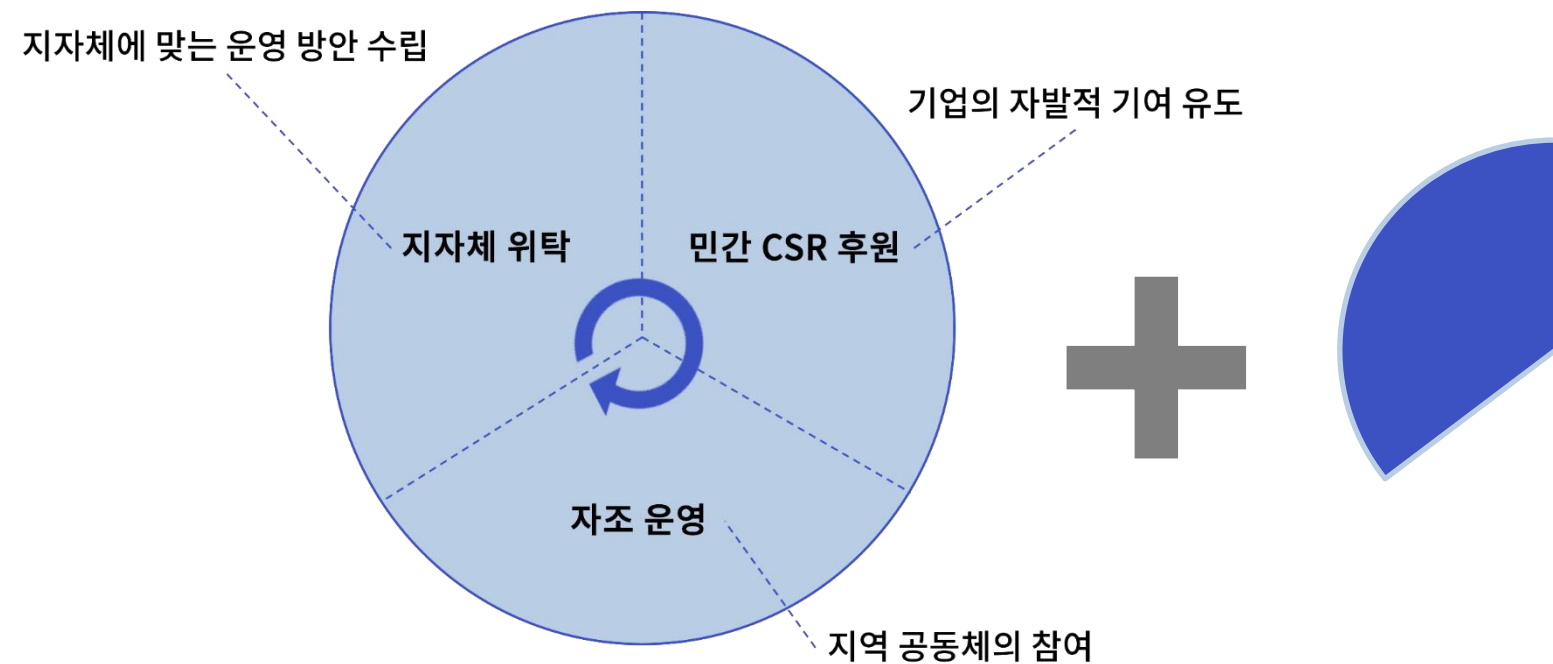 지자체에 맞는 운영 방안 수립
기업의 자발적 기여 유도
지자체 위탁
민간 CSR 후원
자조 운영
지역 공동체의 참여